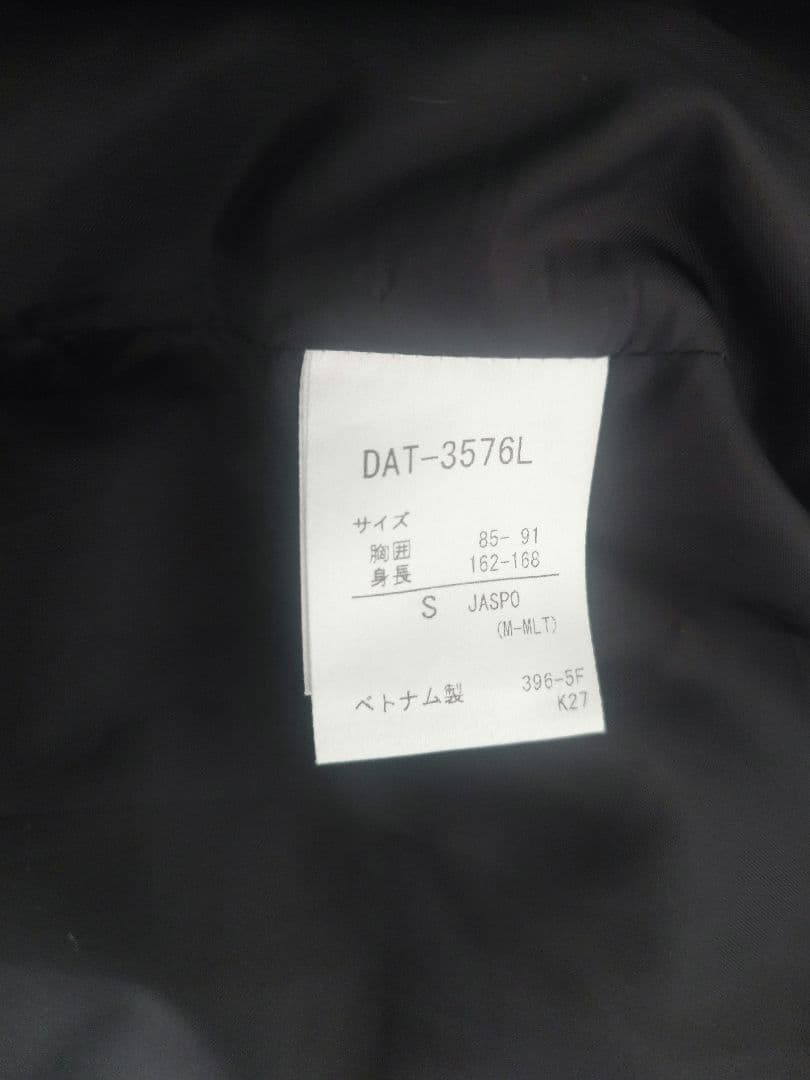 DAT-3576L
サイズ
胸囲 85- 91
身長 162-168
S JASPO
(M-MLT)
ベトナム製 396-5F
K27